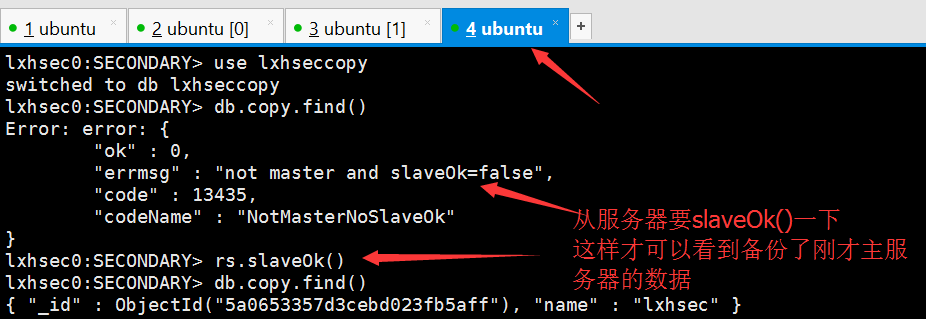 1 ubuntu
2 ubuntu [0]
3 ubuntu [1]
4 ubuntu
lxhsec0:SECONDARY> use lxhseccopy
switched to db lxhseccopy
lxhsec0:SECONDARY> db.copy.find()
Error: error: {
        "ok" : 0,
        "errmsg" : "not master and slaveOk=false",
        "code" : 13435,
        "codeName" : "NotMasterNoSlaveOk"
}
lxhsec0:SECONDARY> rs.slaveOk()
lxhsec0:SECONDARY> db.copy.find()
{ "_id" : ObjectId("5a0653357d3cebd023fb5aff"), "name" : "lxhsec" }
从服务器要slaveOk()一下
这样才可以看到备份了刚才主服
务器的数据